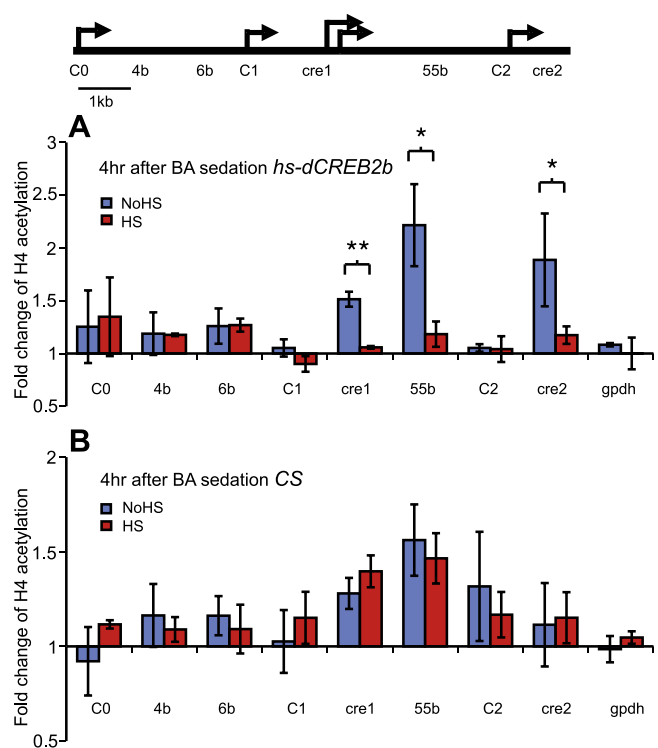 C0 4b 6b C1 cre1 55b C2 cre2
1kb
A
4hr after BA sedation hs-dCREB2b
NoHS
HS
** * *
Fold change of H4 acetylation
3
2.5
2
1.5
1
0.5
C0 4b 6b C1 cre1 55b C2 cre2 gpdh
B
4hr after BA sedation CS
NoHS
HS
Fold change of H4 acetylation
2
1.5
1
0.5
C0 4b 6b C1 cre1 55b C2 cre2 gpdh